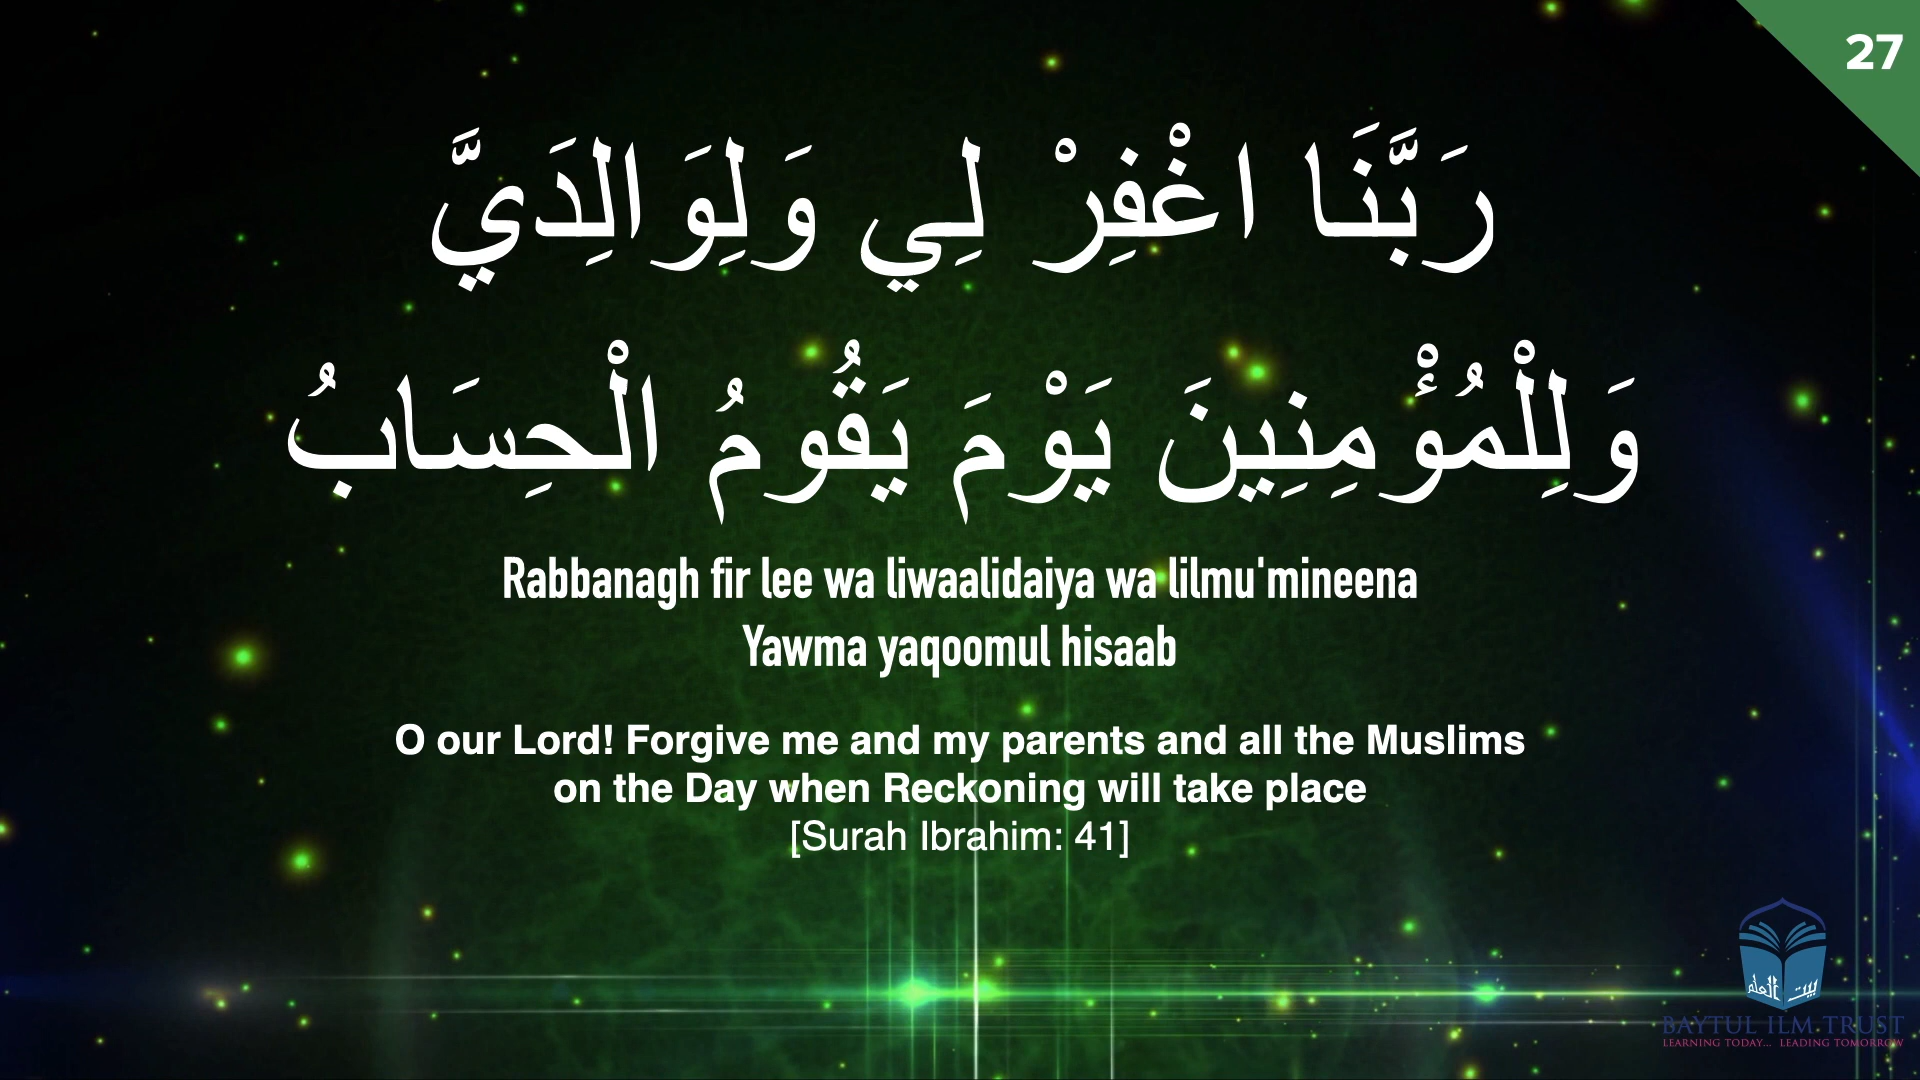 27
رَبَّنَا اغْفِرْ لِي وَلِوَالِدَيَّ
وَلِلْمُؤْمِنِينَ يَوْمَ يَقُومُ الْحِسَابُ
Rabbanagh fir lee wa liwaalidaiya wa lilmu'mineena
Yawma yaqoomul hisaab
O our Lord! Forgive me and my parents and all the Muslims
on the Day when Reckoning will take place
[Surah Ibrahim: 41]
بيت العلم
BAYTUL ILM TRUST
LEARNING TODAY... LEADING TOMORROW